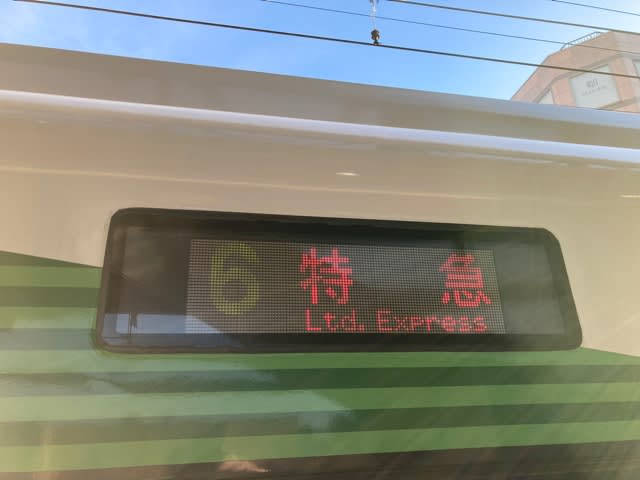 6 特急
Ltd. Express